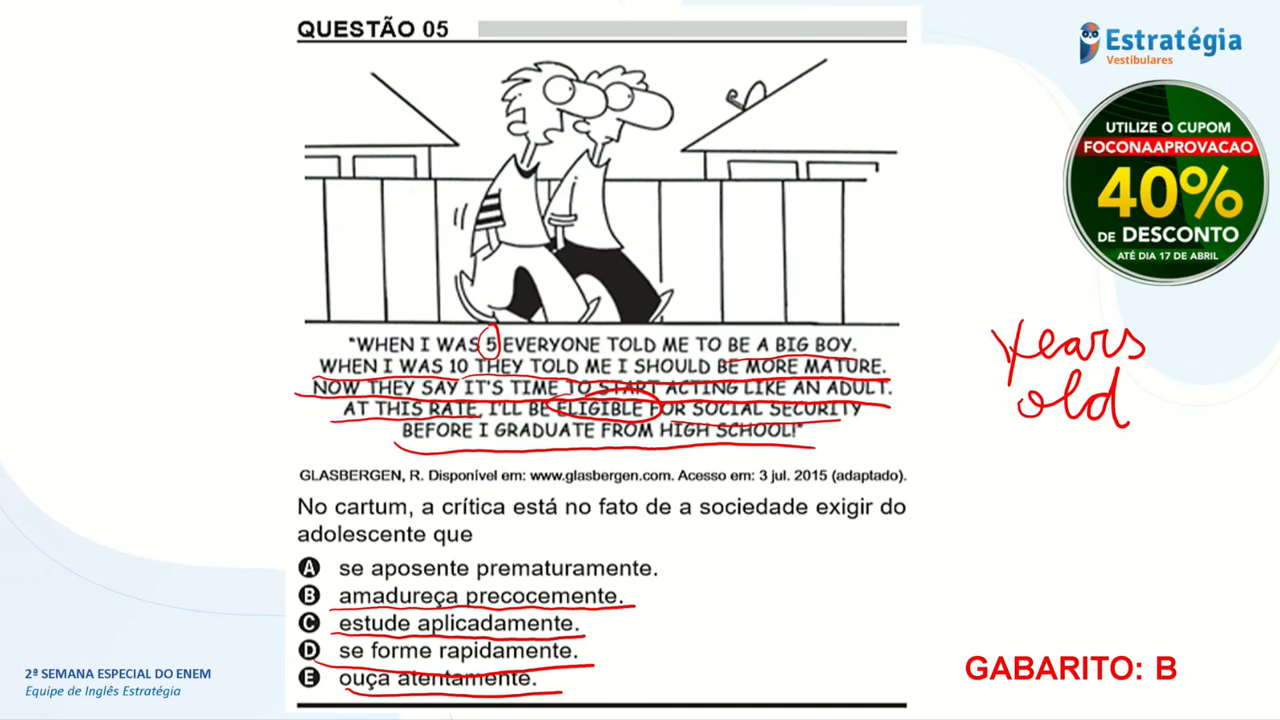 QUESTÃO 05
Estratégia
Vestibulares
UTILIZE O CUPOM
FOCONAAPROVACAO
40%
DE DESCONTO
ATÉ DIA 17 DE ABRIL
"WHEN I WAS 5 EVERYONE TOLD ME TO BE A BIG BOY.
WHEN I WAS 10 THEY TOLD ME I SHOULD BE MORE MATURE.
NOW THEY SAY IT'S TIME TO START ACTING LIKE AN ADULT.
AT THIS RATE, I'LL BE ELIGIBLE FOR SOCIAL SECURITY
BEFORE I GRADUATE FROM HIGH SCHOOL!"
years
old
GLASBERGEN, R. Disponível em: www.glasbergen.com. Acesso em: 3 jul. 2015 (adaptado).
No cartum, a crítica está no fato de a sociedade exigir do
adolescente que
A se aposente prematuramente.
B amadureça precocemente.
C estude aplicadamente.
D se forme rapidamente.
E ouça atentamente.
GABARITO: B
2ª SEMANA ESPECIAL DO ENEM
Equipe de Inglês Estratégia